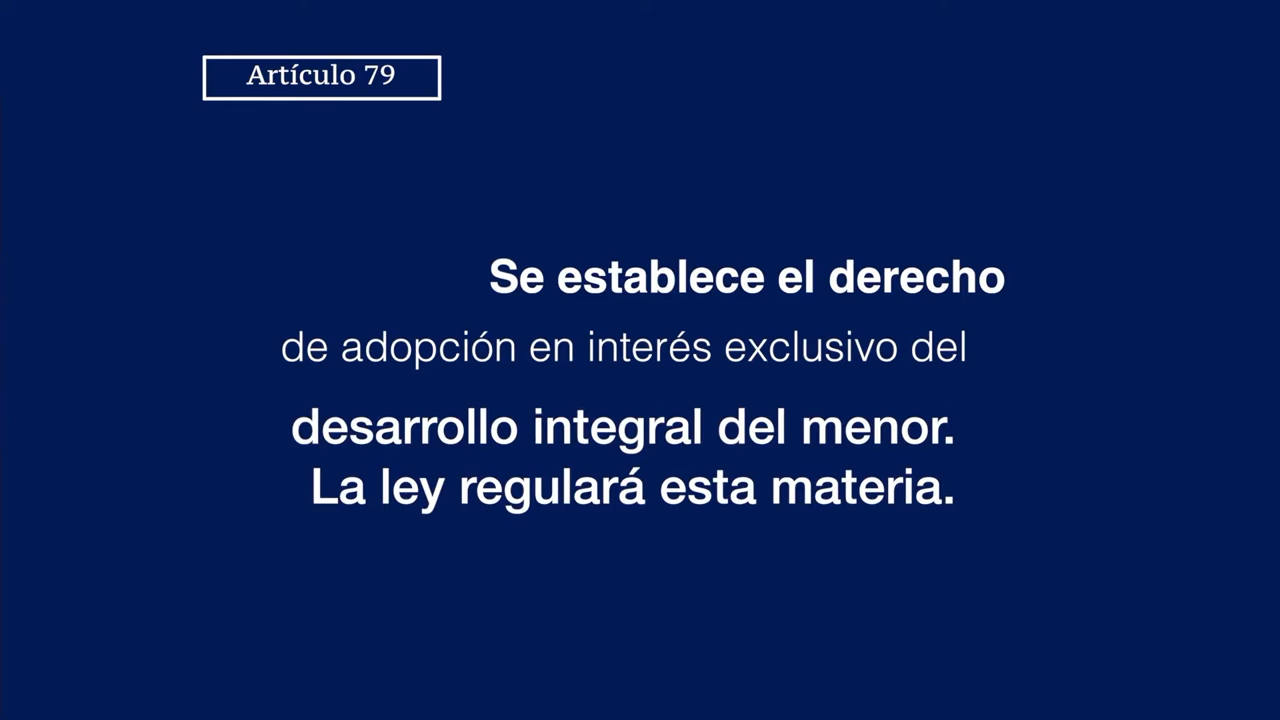 Artículo 79
Se establece el derecho
de adopción en interés exclusivo del
desarrollo integral del menor.
La ley regulará esta materia.